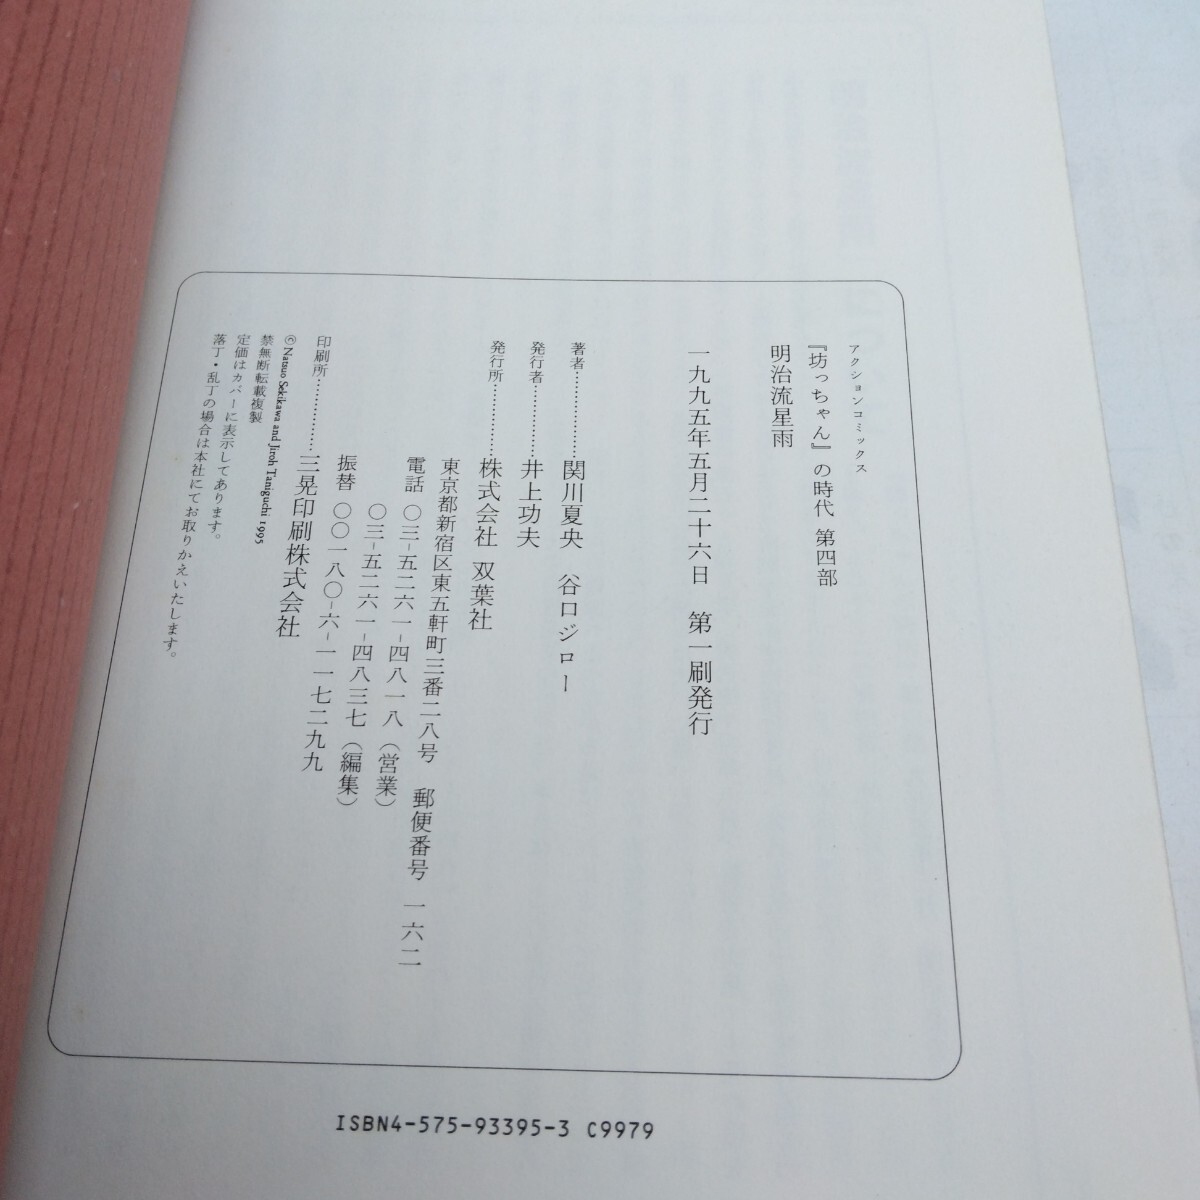 アクションコミックス
『坊っちゃん』の時代 第四部
明治流星雨
一九九五年五月二十六日 第一刷発行
著者………………関川夏央 谷口ジロー
発行者……………井上功夫
発行所……………株式会社 双葉社
東京都新宿区東五軒町三番二八号 郵便番号 一六二
電話 〇三-五二六一-四八一八(営業)
〇三-五二六一-四八三七(編集)
振替 〇〇一八〇-六-一一七二九九
印刷所……………三晃印刷株式会社
©Natsuo Sekikawa and Jiroh Taniguchi 1995
禁無断転載複製
定価はカバーに表示してあります。
落丁・乱丁の場合は本社にてお取りかえいたします。
ISBN4-575-93395-3 C9979